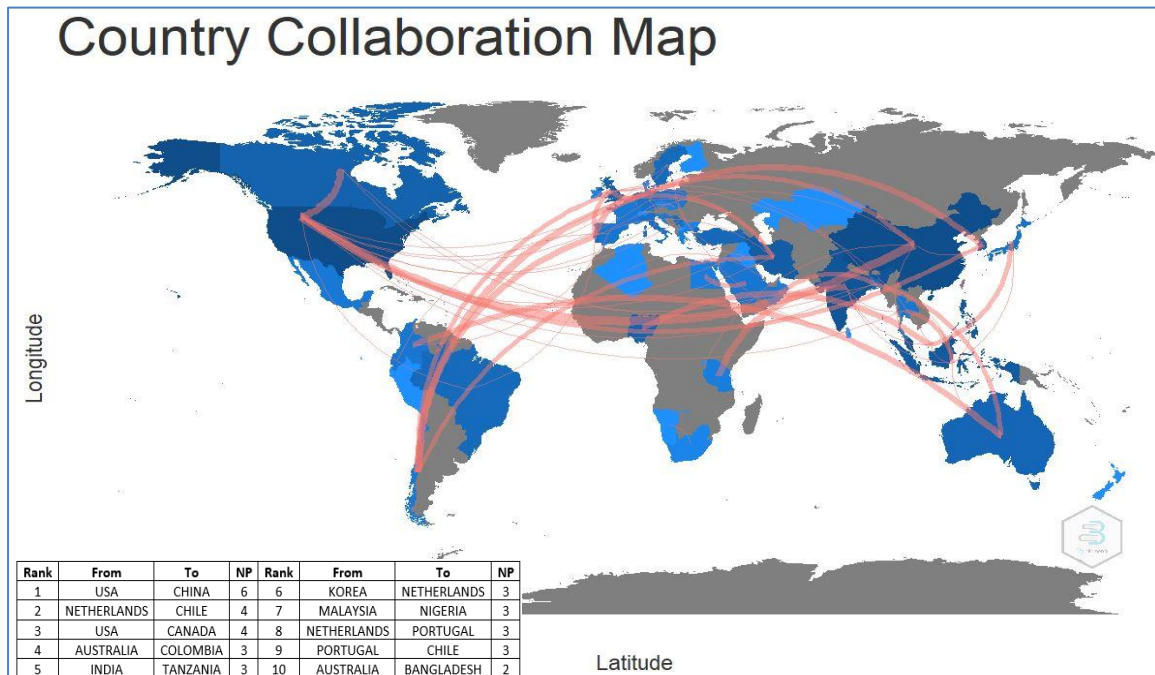 Country Collaboration Map
Longitude
Rank From To NP Rank From To NP
1 USA CHINA 6 6 KOREA NETHERLANDS 3
2 NETHERLANDS CHILE 4 7 MALAYSIA NIGERIA 3
3 USA CANADA 4 8 NETHERLANDS PORTUGAL 3
4 AUSTRALIA COLOMBIA 3 9 PORTUGAL CHILE 3
5 INDIA TANZANIA 3 10 AUSTRALIA BANGLADESH 2
Latitude